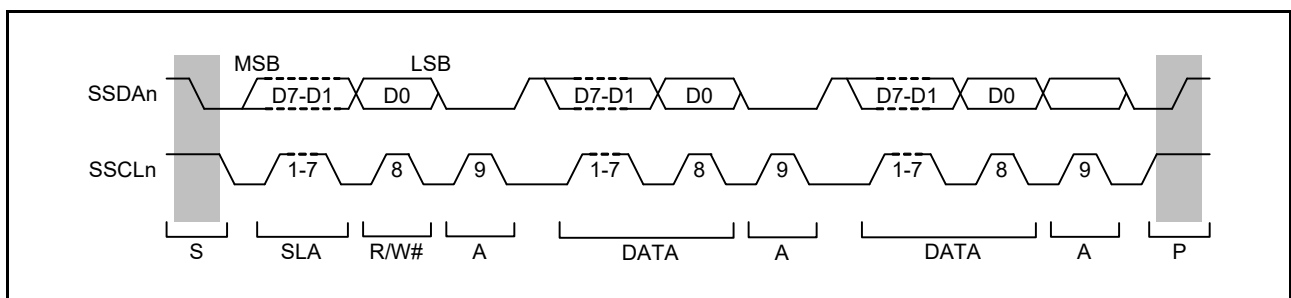 MSB LSB
SSDAn D7-D1 D0 D7-D1 D0 D7-D1 D0
SSCLn 1-7 8 9 1-7 8 9 1-7 8 9
S SLA R/W# A DATA A DATA A P